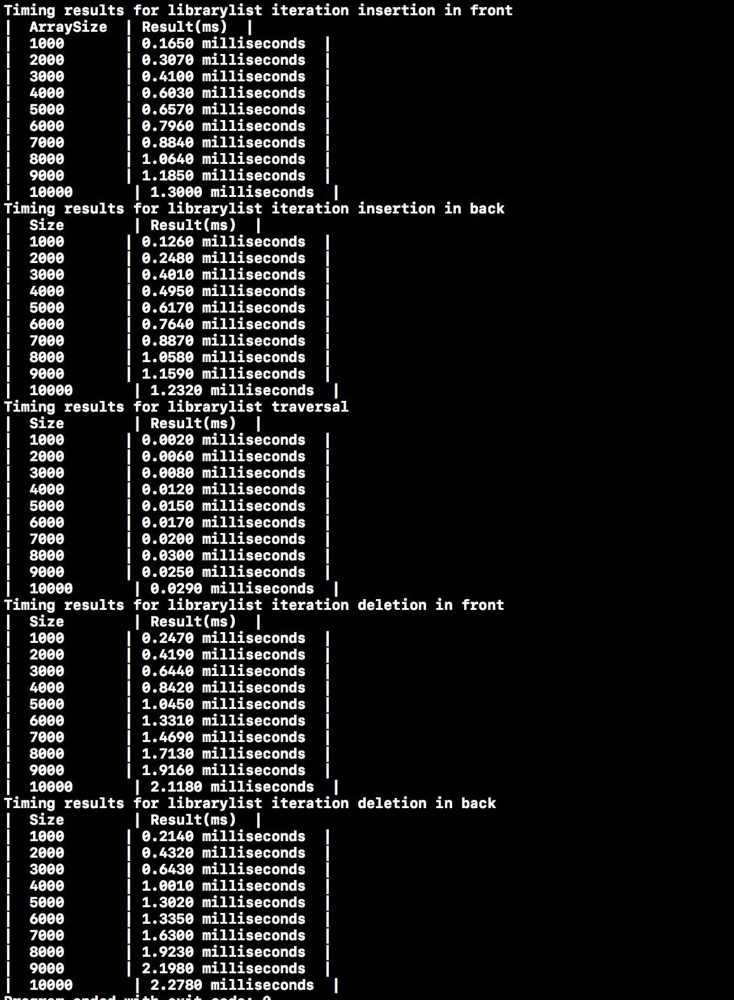 Timing results for librarylist iteration insertion in front
| ArraySize | Result(ms) |
| 1000 | 0.1650 milliseconds |
| 2000 | 0.3070 milliseconds |
| 3000 | 0.4100 milliseconds |
| 4000 | 0.6030 milliseconds |
| 5000 | 0.6570 milliseconds |
| 6000 | 0.7960 milliseconds |
| 7000 | 0.8840 milliseconds |
| 8000 | 1.0640 milliseconds |
| 9000 | 1.1850 milliseconds |
| 10000 | 1.3000 milliseconds |
Timing results for librarylist iteration insertion in back
| Size | Result(ms) |
| 1000 | 0.1260 milliseconds |
| 2000 | 0.2480 milliseconds |
| 3000 | 0.4010 milliseconds |
| 4000 | 0.4950 milliseconds |
| 5000 | 0.6170 milliseconds |
| 6000 | 0.7640 milliseconds |
| 7000 | 0.8870 milliseconds |
| 8000 | 1.0580 milliseconds |
| 9000 | 1.1590 milliseconds |
| 10000 | 1.2320 milliseconds |
Timing results for librarylist traversal
| Size | Result(ms) |
| 1000 | 0.0020 milliseconds |
| 2000 | 0.0060 milliseconds |
| 3000 | 0.0080 milliseconds |
| 4000 | 0.0120 milliseconds |
| 5000 | 0.0150 milliseconds |
| 6000 | 0.0170 milliseconds |
| 7000 | 0.0200 milliseconds |
| 8000 | 0.0300 milliseconds |
| 9000 | 0.0250 milliseconds |
| 10000 | 0.0290 milliseconds |
Timing results for librarylist iteration deletion in front
| Size | Result(ms) |
| 1000 | 0.2470 milliseconds |
| 2000 | 0.4190 milliseconds |
| 3000 | 0.6440 milliseconds |
| 4000 | 0.8420 milliseconds |
| 5000 | 1.0450 milliseconds |
| 6000 | 1.3310 milliseconds |
| 7000 | 1.4690 milliseconds |
| 8000 | 1.7130 milliseconds |
| 9000 | 1.9160 milliseconds |
| 10000 | 2.1180 milliseconds |
Timing results for librarylist iteration deletion in back
| Size | Result(ms) |
| 1000 | 0.2140 milliseconds |
| 2000 | 0.4320 milliseconds |
| 3000 | 0.6430 milliseconds |
| 4000 | 1.0010 milliseconds |
| 5000 | 1.3020 milliseconds |
| 6000 | 1.3350 milliseconds |
| 7000 | 1.6300 milliseconds |
| 8000 | 1.9230 milliseconds |
| 9000 | 2.1980 milliseconds |
| 10000 | 2.2780 milliseconds |
Program ended with exit code: 0